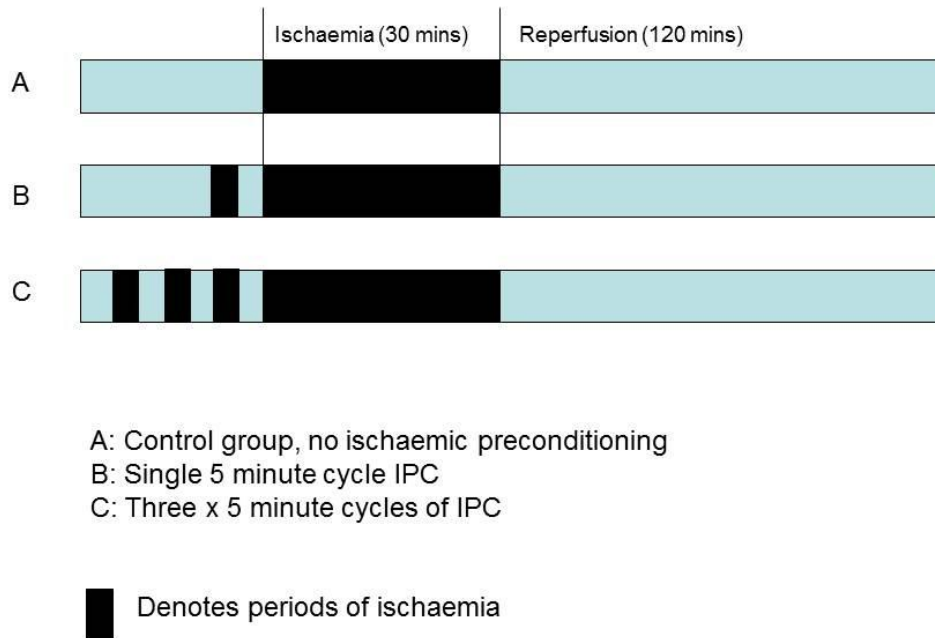 Ischaemia (30 mins) Reperfusion (120 mins)
A
B
C
A: Control group, no ischaemic preconditioning
B: Single 5 minute cycle IPC
C: Three x 5 minute cycles of IPC
Denotes periods of ischaemia